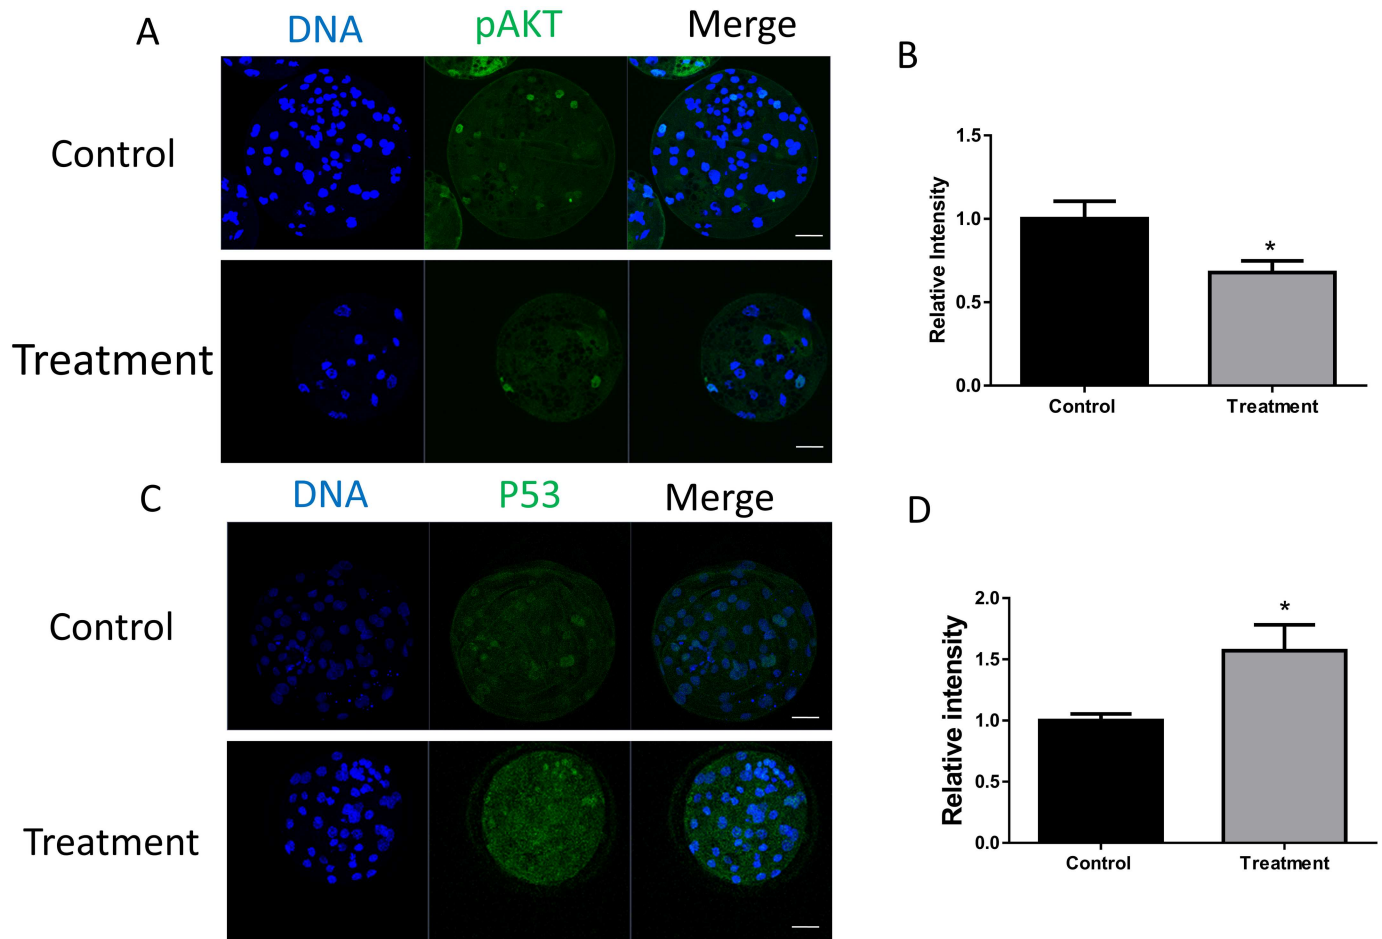 A
DNA
pAKT
Merge
Control
Treatment
B
1.5
1.0
0.5
0.0
Relative Intensity
*
Control
Treatment
C
DNA
P53
Merge
Control
Treatment
D
2.0
1.5
1.0
0.5
0.0
Relative intensity
*
Control
Treatment